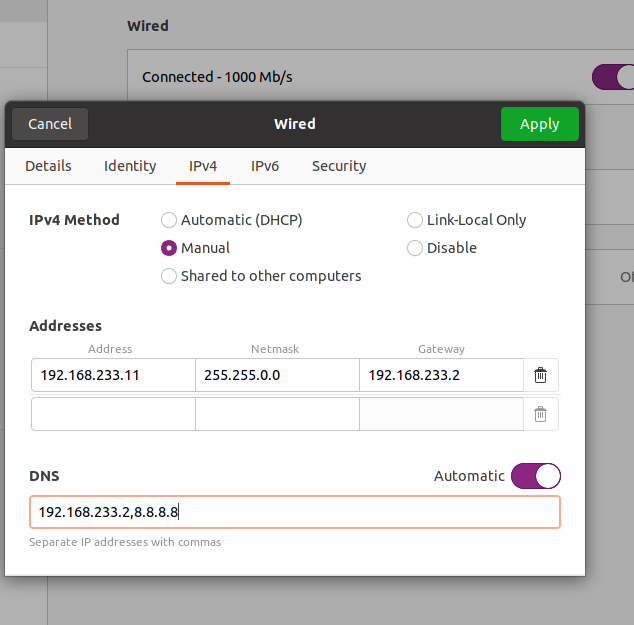 Wired
Connected - 1000 Mb/s
Cancel
Wired
Apply
Details
Identity
IPv4
IPv6
Security
IPv4 Method
Automatic (DHCP)
Link-Local Only
Manual
Disable
Shared to other computers
Addresses
Address
Netmask
Gateway
192.168.233.11
255.255.0.0
192.168.233.2
DNS
Automatic
192.168.233.2,8.8.8.8
Separate IP addresses with commas